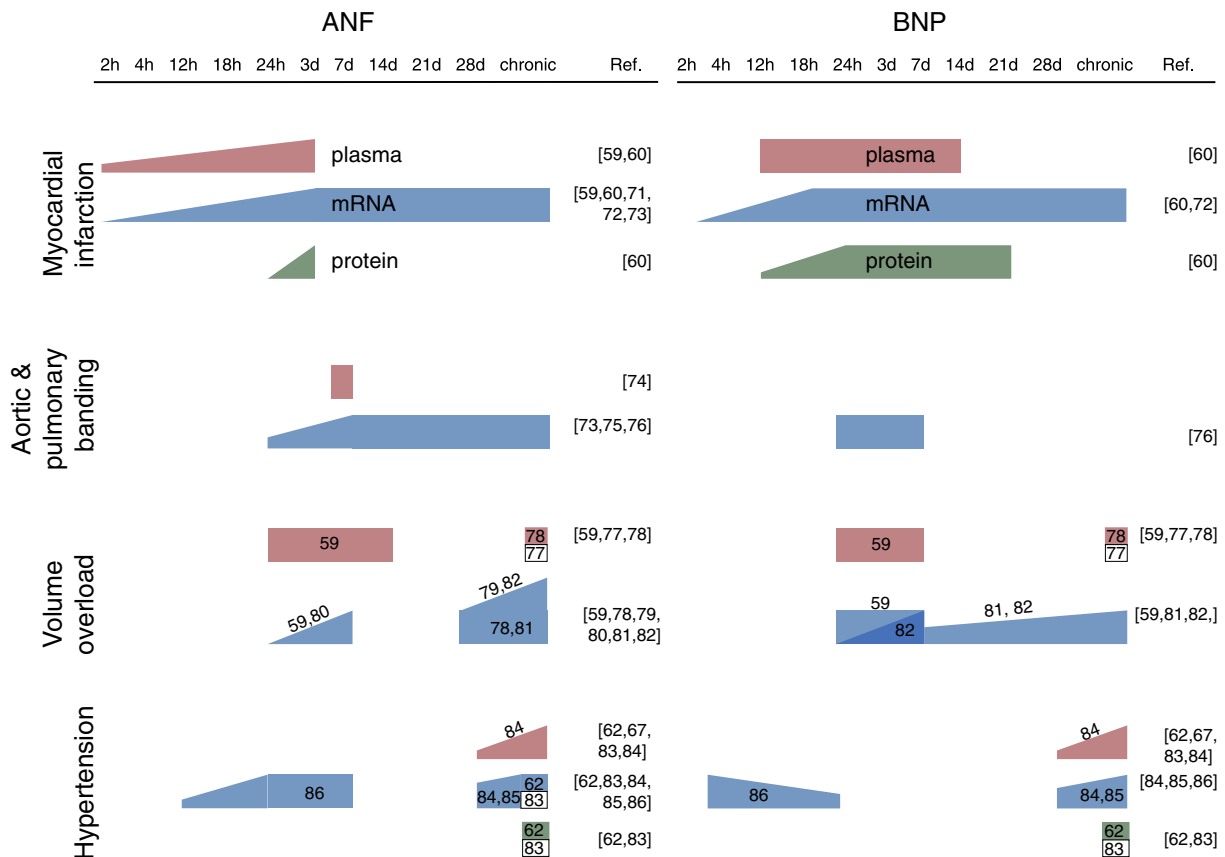 ANF
BNP
2h 4h 12h 18h 24h 3d 7d 14d 21d 28d chronic Ref.
2h 4h 12h 18h 24h 3d 7d 14d 21d 28d chronic Ref.
Myocardial
infarction
plasma
[59,60]
plasma
[60]
mRNA
[59,60,71,
72,73]
mRNA
[60,72]
protein
[60]
protein
[60]
Aortic &
pulmonary
banding
[74]
[73,75,76]
[76]
Volume
overload
59
78
77
[59,77,78]
59
78
77
[59,77,78]
59,80
79,82
78,81
[59,78,79,
80,81,82]
59
82
81, 82
[59,81,82,]
Hypertension
84
[62,67,
83,84]
84
[62,67,
83,84]
86
84,85
62
83
[62,83,84,
85,86]
86
84,85
[84,85,86]
62
83
[62,83]
62
83
[62,83]